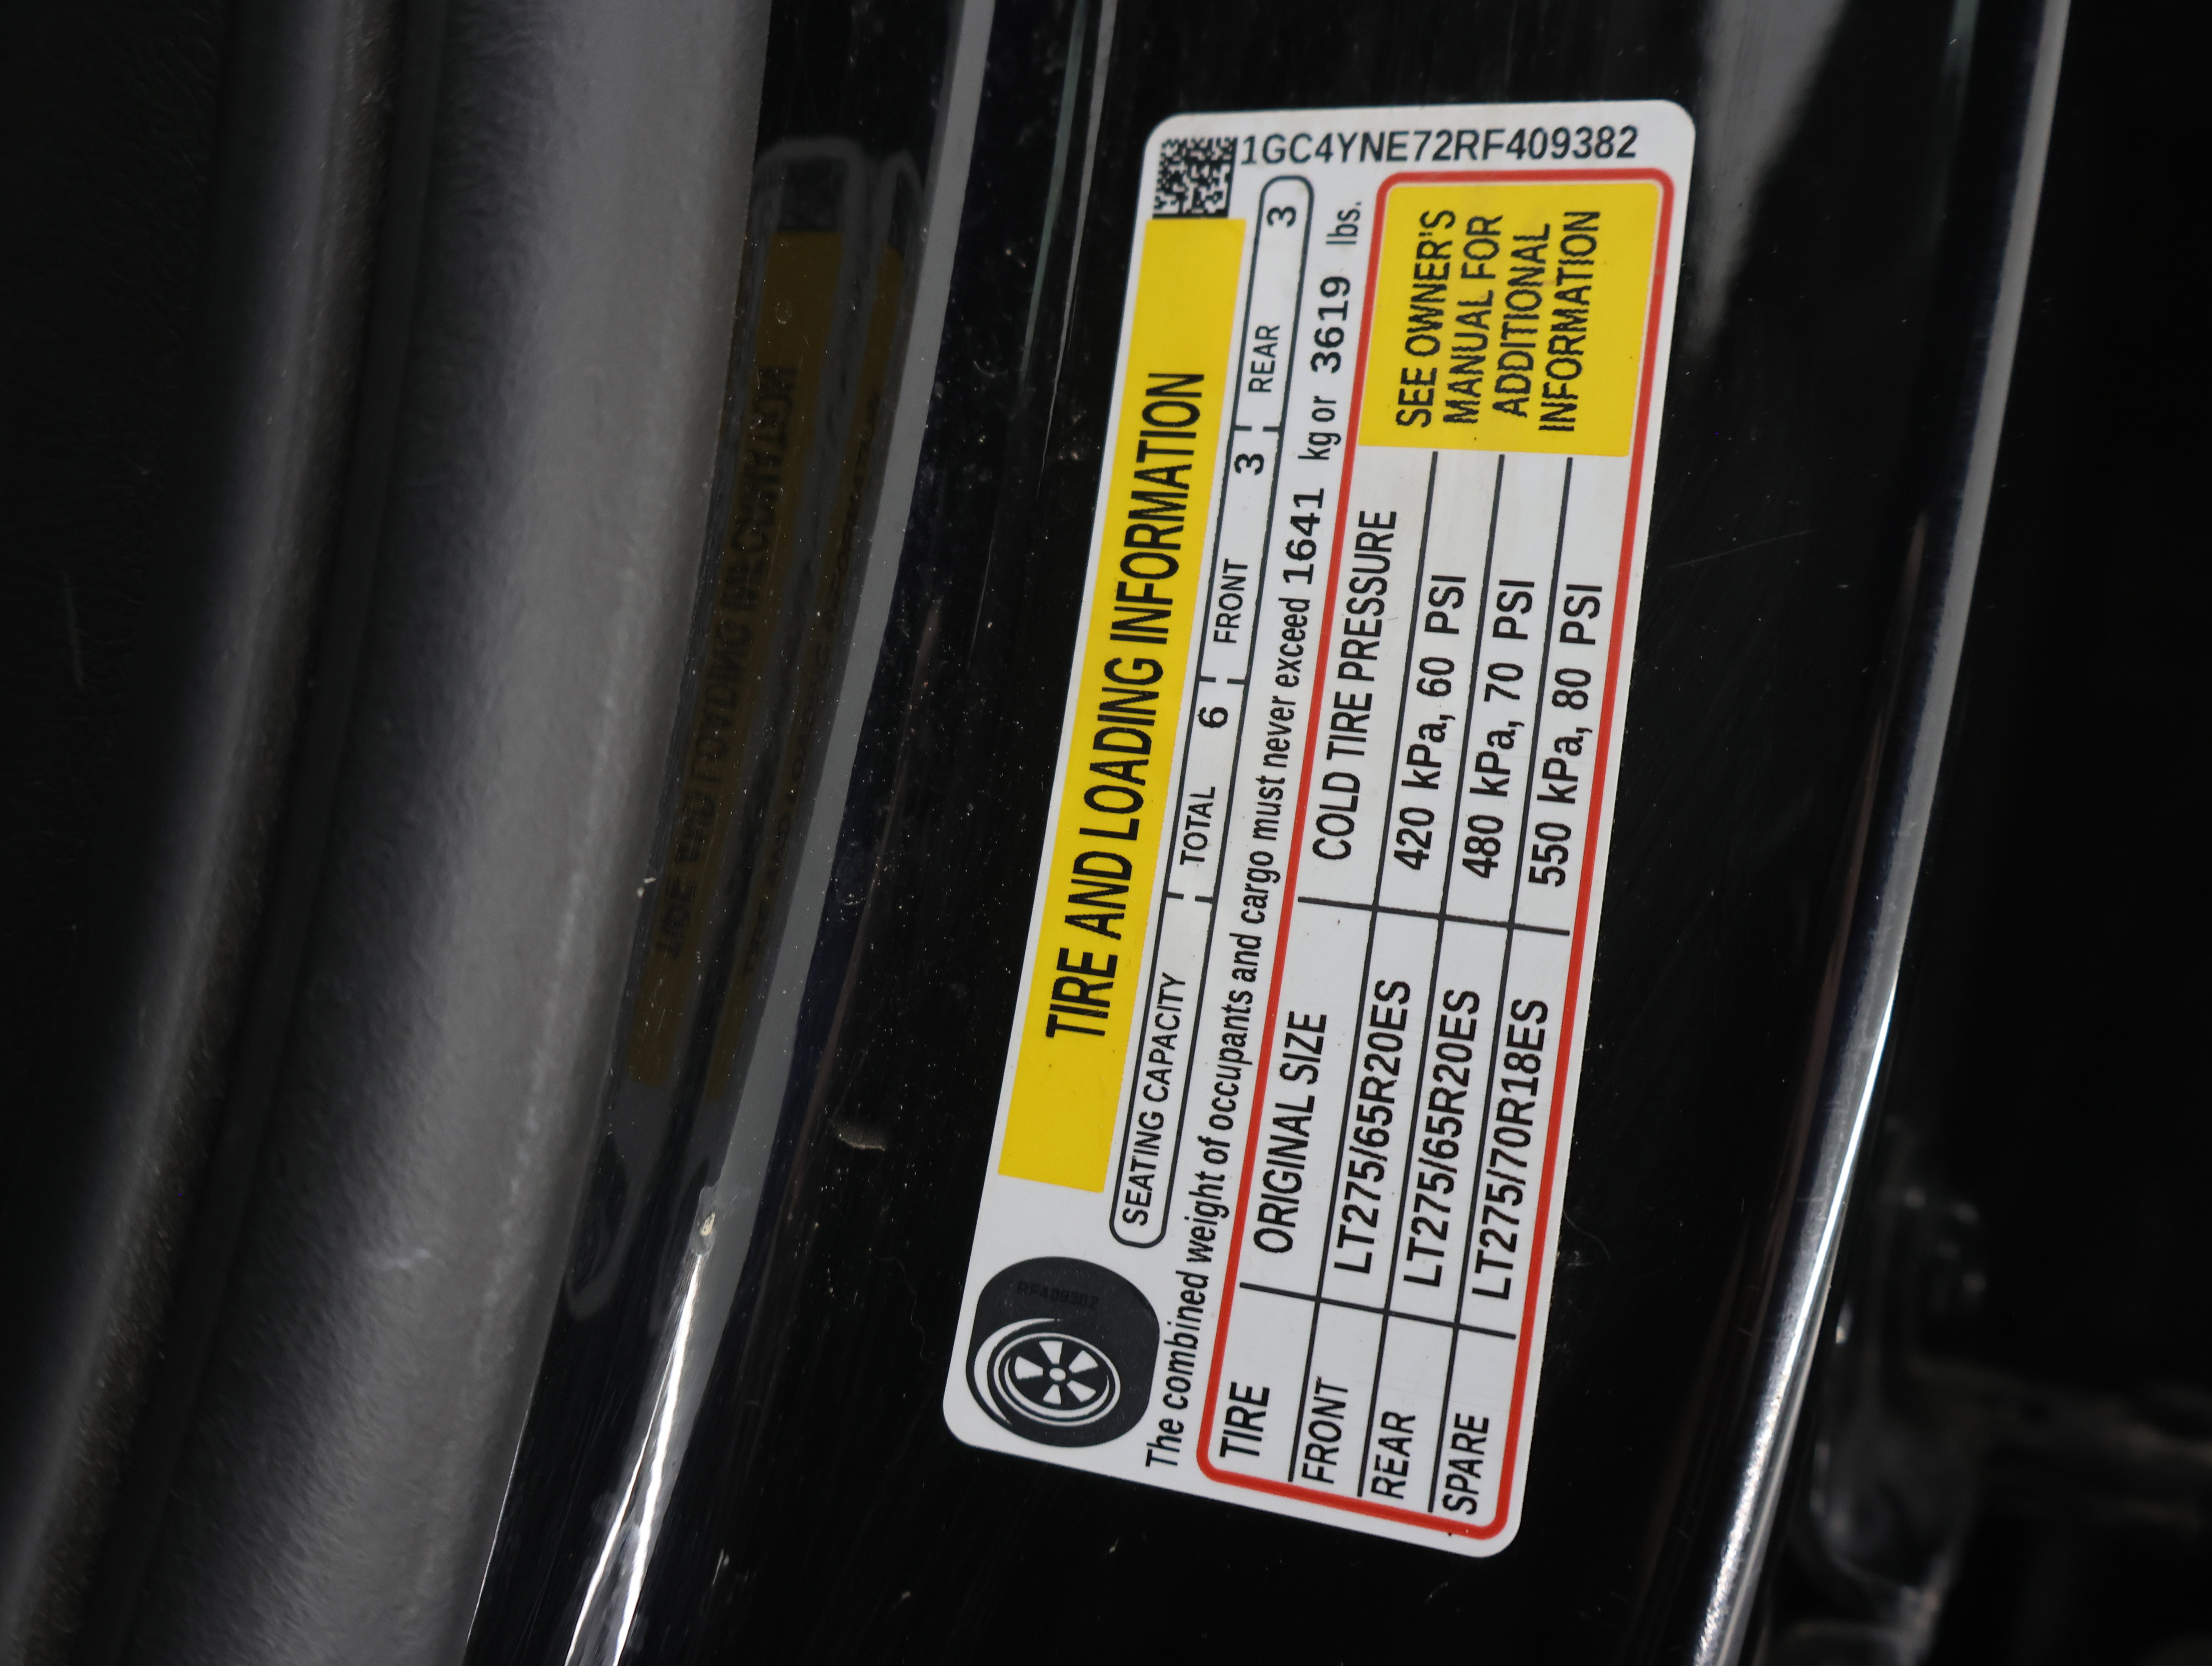 1GC4YNE72RF409382
TIRE AND LOADING INFORMATION
SEATING CAPACITY TOTAL 6 FRONT 3 REAR 3
The combined weight of occupants and cargo must never exceed 1641 kg or 3619 lbs.
TIRE ORIGINAL SIZE COLD TIRE PRESSURE
FRONT LT275/65R20ES 420 kPa, 60 PSI
REAR LT275/65R20ES 480 kPa, 70 PSI
SPARE LT275/70R18ES 550 kPa, 80 PSI
SEE OWNER'S
MANUAL FOR
ADDITIONAL
INFORMATION
RF409382